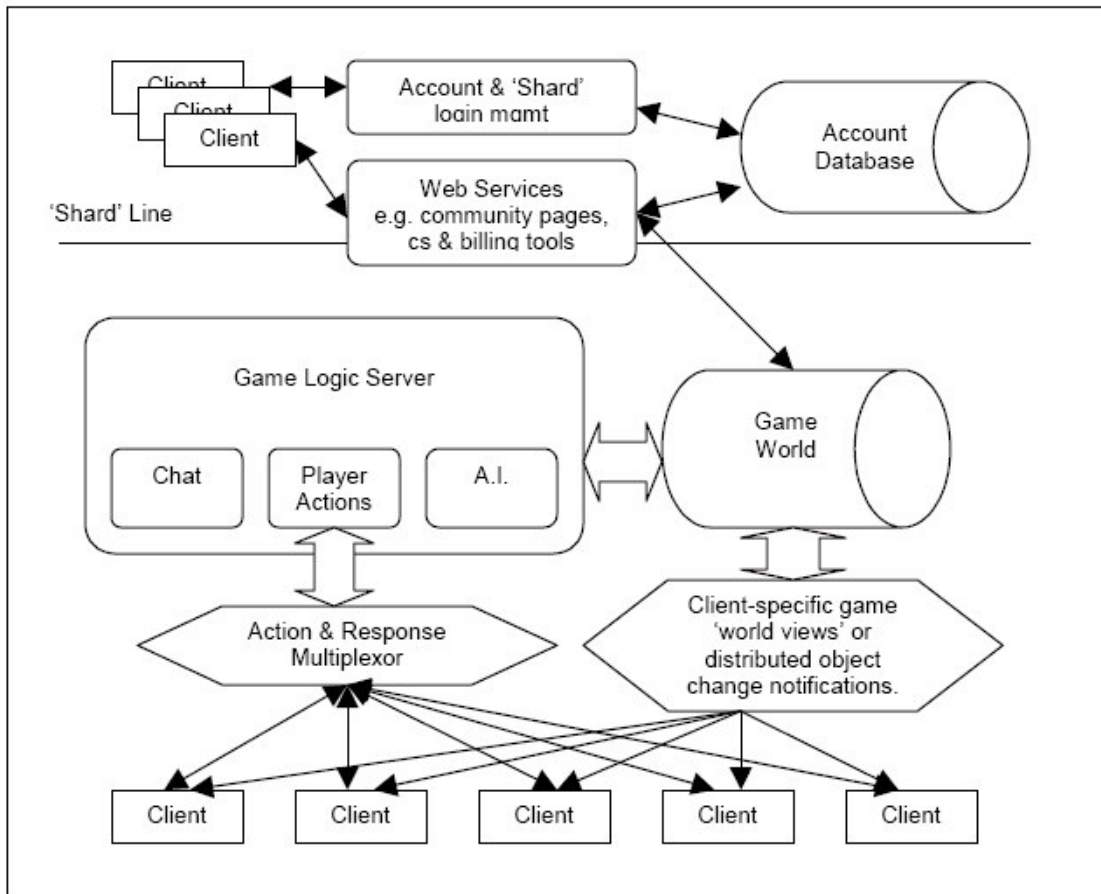 Client
Client
Client
Account & ‘Shard’
login mgmt
Account
Database
Web Services
e.g. community pages,
cs & billing tools
‘Shard’ Line
Game Logic Server
Chat
Player
Actions
A.I.
Game
World
Action & Response
Multiplexor
Client-specific game
‘world views’ or
distributed object
change notifications.
Client
Client
Client
Client
Client